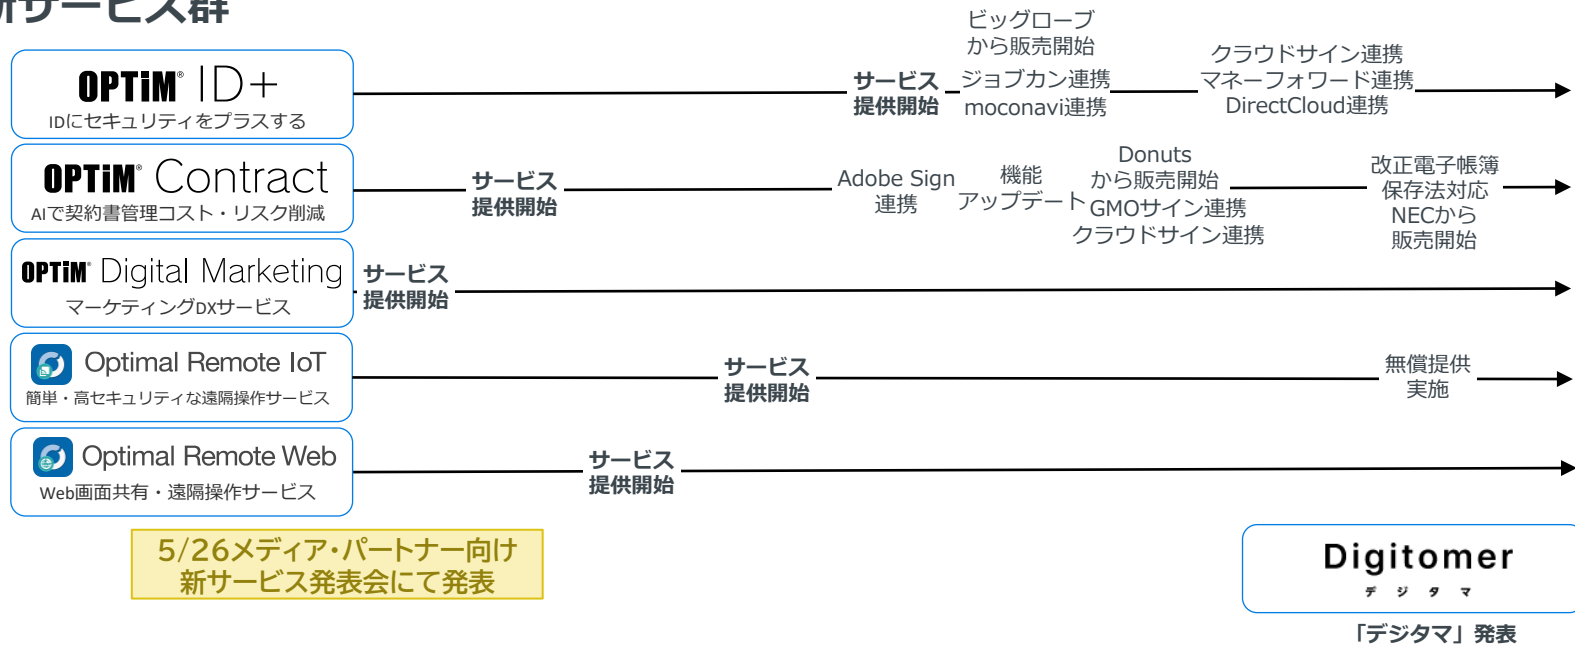 新サービス群
OPTiM® ID+
IDにセキュリティをプラスする
サービス
提供開始
ビッグローブ
から販売開始
ジョブカン連携
moconavi連携
クラウドサイン連携
マネーフォワード連携
DirectCloud連携
OPTiM® Contract
AIで契約書管理コスト・リスク削減
サービス
提供開始
Adobe Sign
連携
機能
アップデート
Donuts
から販売開始
GMOサイン連携
クラウドサイン連携
改正電子帳簿
保存法対応
NECから
販売開始
OPTiM® Digital Marketing
マーケティングDXサービス
サービス
提供開始
Optimal Remote IoT
簡単・高セキュリティな遠隔操作サービス
サービス
提供開始
無償提供
実施
Optimal Remote Web
Web画面共有・遠隔操作サービス
サービス
提供開始
5/26メディア・パートナー向け
新サービス発表会にて発表
Digitomer
デジタマ
「デジタマ」発表